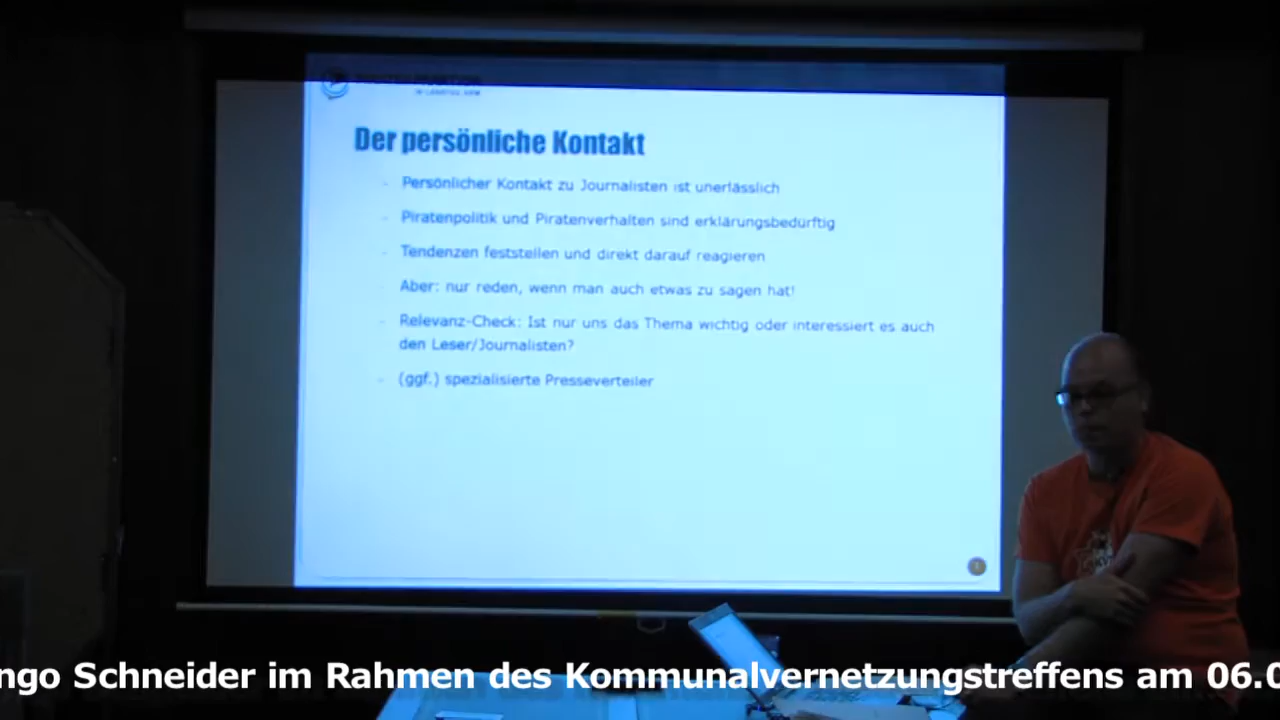 Der persönliche Kontakt
- Persönlicher Kontakt zu Journalisten ist unerlässlich
- Piratenpolitik und Piratenverhalten sind erklärungsbedürftig
- Tendenzen feststellen und direkt darauf reagieren
- Aber: nur reden, wenn man auch etwas zu sagen hat!
- Relevanz-Check: Ist nur uns das Thema wichtig oder interessiert es auch
den Leser/Journalisten?
- (ggf.) spezialisierte Presseverteiler
ngo Schneider im Rahmen des Kommunalvernetzungstreffens am 06.0